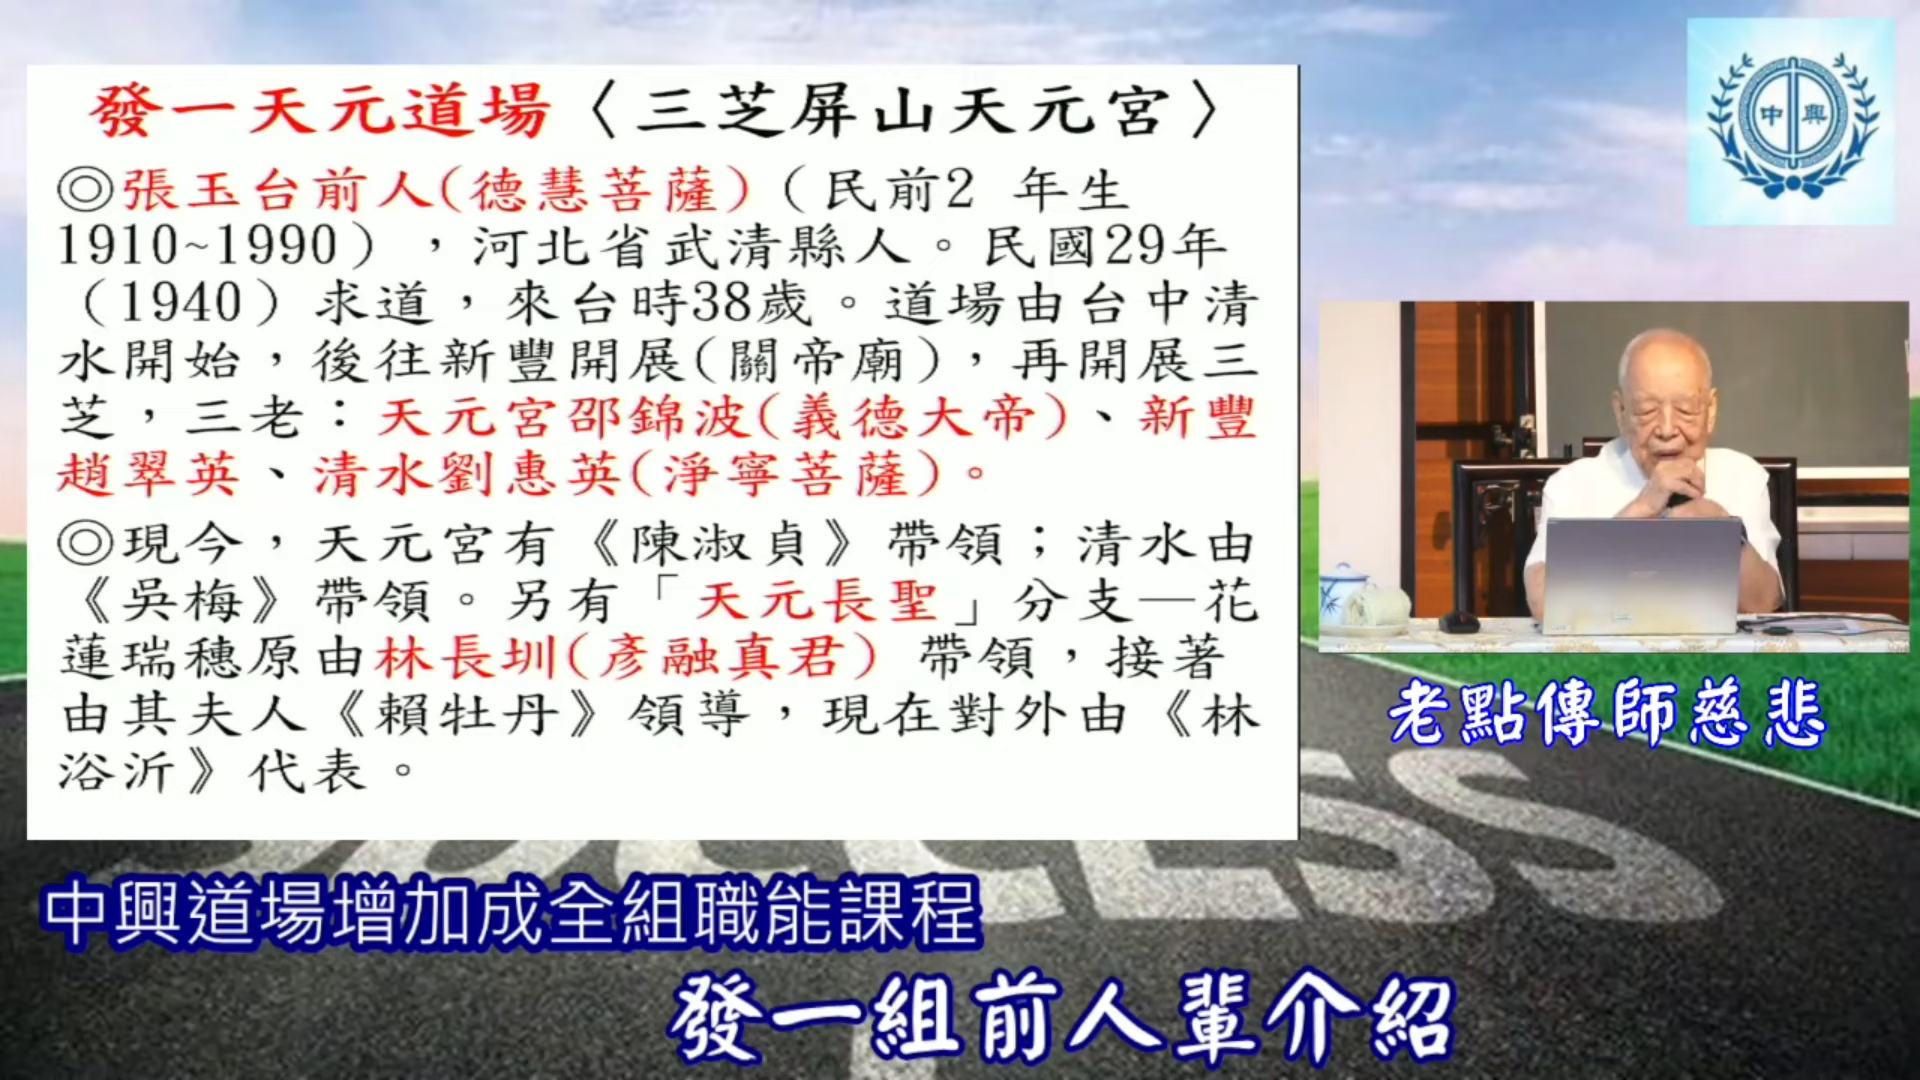 發一天元道場〈三芝屏山天元宮〉
◎張玉台前人(德慧菩薩)（民前2 年生
1910~1990），河北省武清縣人。民國29年
（1940）求道，來台時38歲。道場由台中清
水開始，後往新豐開展(關帝廟)，再開展三
芝，三老：天元宮邵錦波(義德大帝)、新豐
趙翠英、清水劉惠英(淨寧菩薩)。
◎現今，天元宮有《陳淑貞》帶領；清水由
《吳梅》帶領。另有「天元長聖」分支—花
蓮瑞穗原由林長圳(彥融真君) 帶領，接著
由其夫人《賴牡丹》領導，現在對外由《林
浴沂》代表。
中興
老點傳師慈悲
SUCCESS
中興道場增加成全組職能課程
發一組前人輩介紹